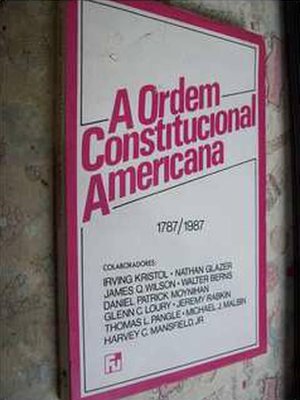 A Ordem
Constitucional
Americana
1787/1987
COLABORADORES:
IRVING KRISTOL • NATHAN GLAZER
JAMES Q. WILSON • WALTER BERNS
DANIEL PATRICK MOYNIHAN
GLENN C. LOURY • JEREMY RABKIN
THOMAS L. PANGLE • MICHAEL J. MALBIN
HARVEY C. MANSFIELD, JR